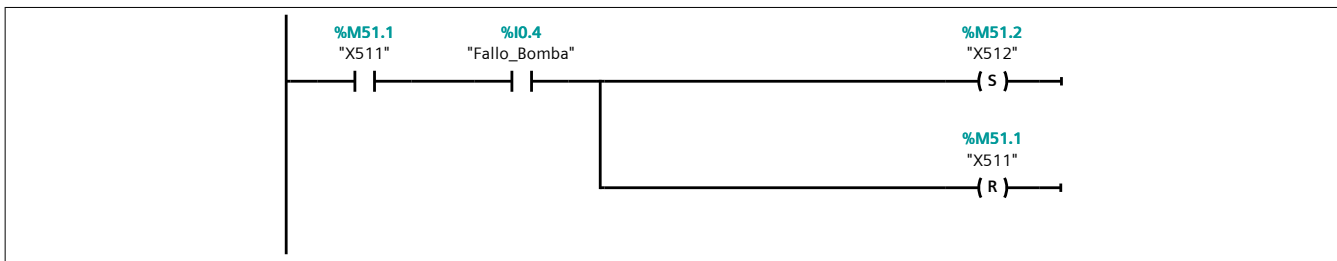 %M51.1
"X511"
%I0.4
"Fallo_Bomba"
%M51.2
"X512"
S
%M51.1
"X511"
R